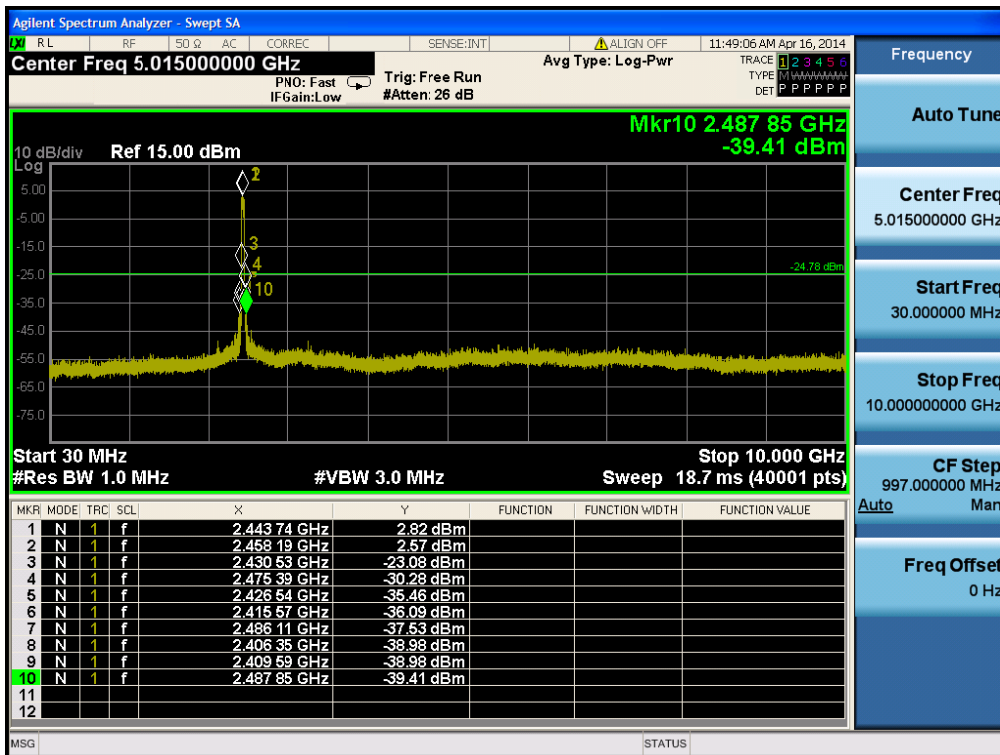 Agilent Spectrum Analyzer - Swept SA
LXI RL RF 50 Ω AC CORREC SENSE:INT ALIGN OFF 11:49:06 AM Apr 16, 2014
Center Freq 5.015000000 GHz Avg Type: Log-Pwr TRACE 1 2 3 4 5 6
PNO: Fast Trig: Free Run TYPE M
IFGain:Low #Atten: 26 dB DET P P P P P P
Mkr10 2.487 85 GHz
10 dB/div Ref 15.00 dBm -39.41 dBm
Log
5.00
-5.00
-15.0
-25.0
-35.0
-45.0
-55.0
-65.0
-75.0
2
3
4
10
-24.78 dBm
Start 30 MHz Stop 10.000 GHz
#Res BW 1.0 MHz #VBW 3.0 MHz Sweep 18.7 ms (40001 pts)
MKR MODE TRC SCL X Y FUNCTION FUNCTION WIDTH FUNCTION VALUE
1 N 1 f 2.443 74 GHz 2.82 dBm
2 N 1 f 2.458 19 GHz 2.57 dBm
3 N 1 f 2.430 53 GHz -23.08 dBm
4 N 1 f 2.475 39 GHz -30.28 dBm
5 N 1 f 2.426 54 GHz -35.46 dBm
6 N 1 f 2.415 57 GHz -36.09 dBm
7 N 1 f 2.486 11 GHz -37.53 dBm
8 N 1 f 2.406 35 GHz -38.98 dBm
9 N 1 f 2.409 59 GHz -38.98 dBm
10 N 1 f 2.487 85 GHz -39.41 dBm
11
12
MSG STATUS
Frequency
Auto Tune
Center Freq
5.015000000 GHz
Start Freq
30.000000 MHz
Stop Freq
10.000000000 GHz
CF Step
997.000000 MHz
Auto Man
Freq Offset
0 Hz